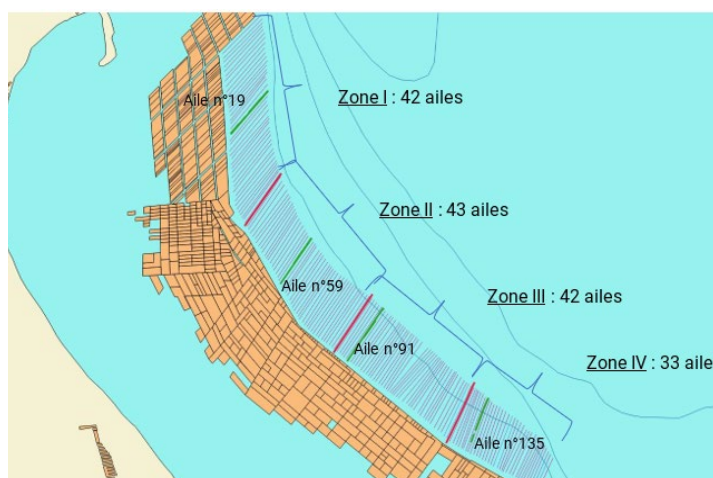 Aile n°19
Zone I : 42 ailes
Zone II : 43 ailes
Aile n°59
Zone III : 42 ailes
Aile n°91
Zone IV : 33 aile
Aile n°135